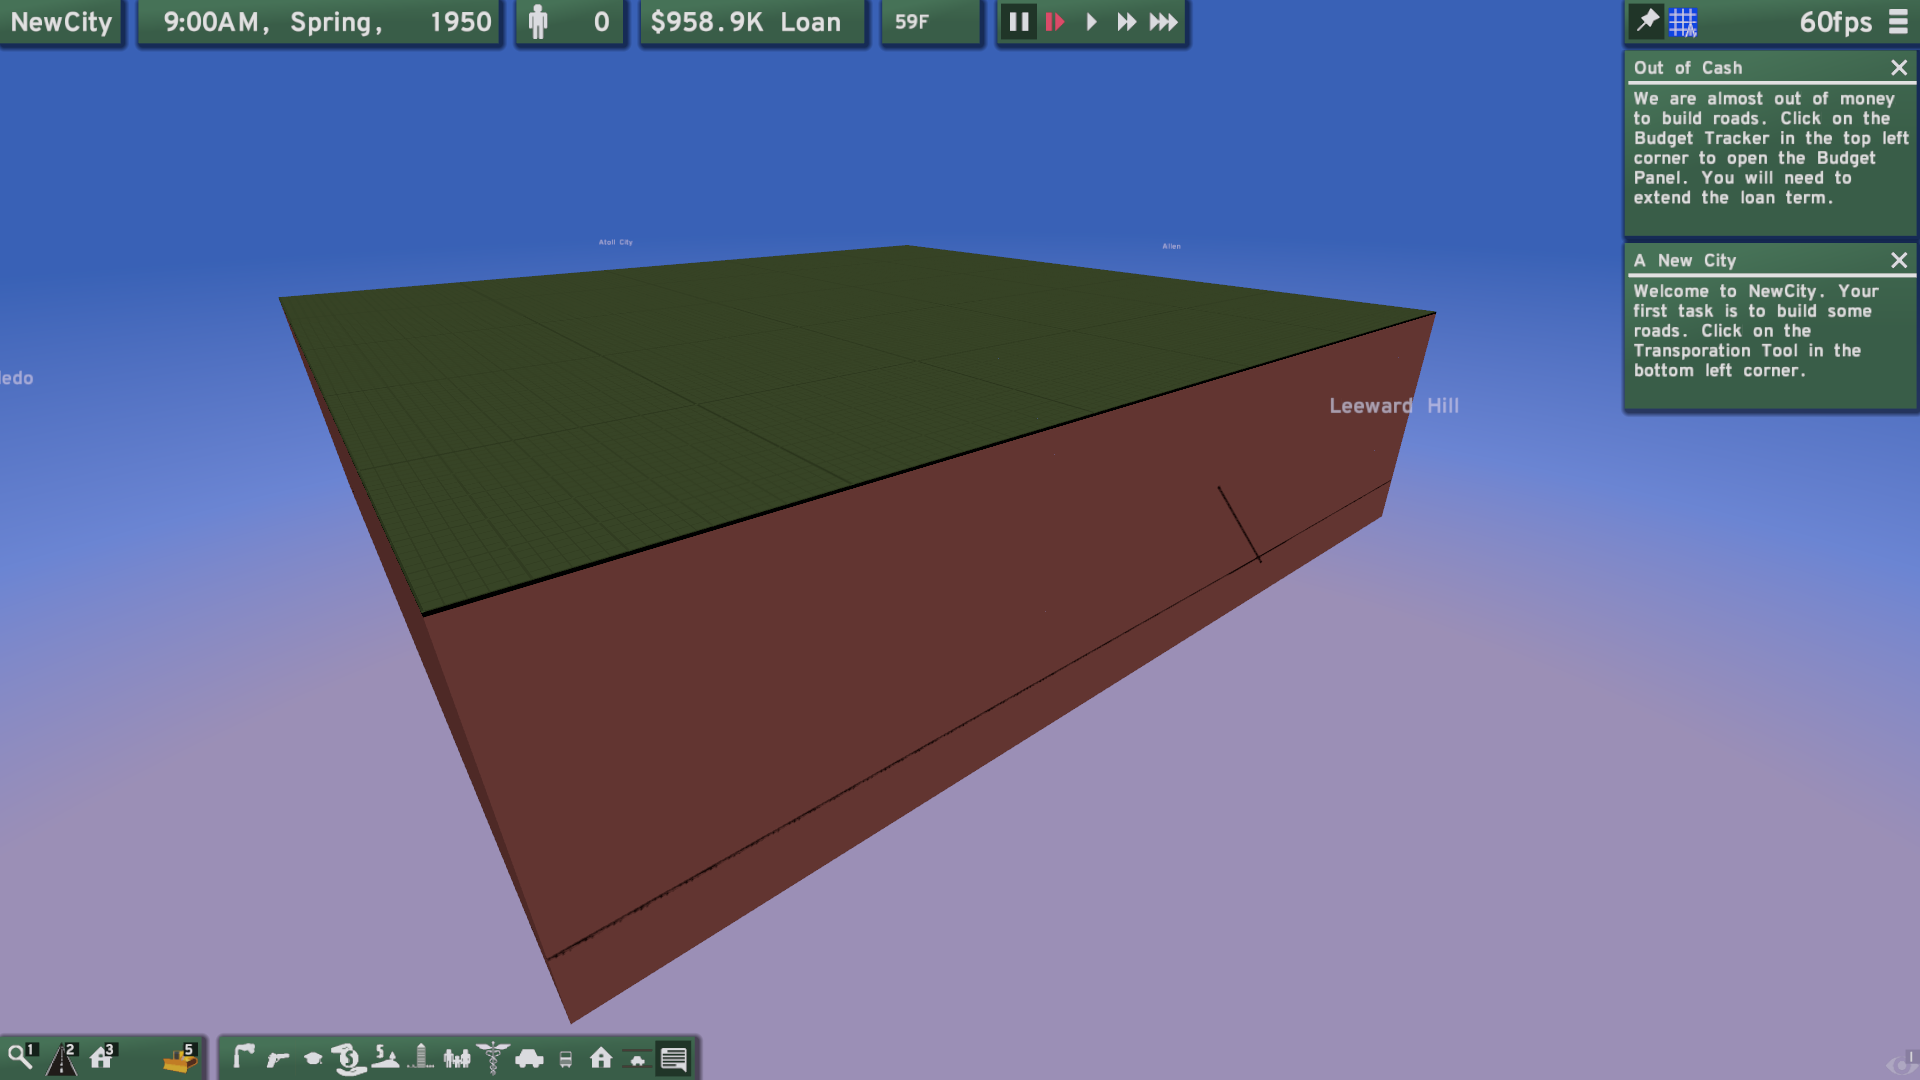 NewCity
9:00AM, Spring, 1950
0
$958.9K Loan
59F
60fps
Out of Cash
We are almost out of money
to build roads. Click on the
Budget Tracker in the top left
corner to open the Budget
Panel. You will need to
extend the loan term.
A New City
Welcome to NewCity. Your
first task is to build some
roads. Click on the
Transporation Tool in the
bottom left corner.
Atoll City
Allen
ledo
Leeward Hill
1
2
3
5